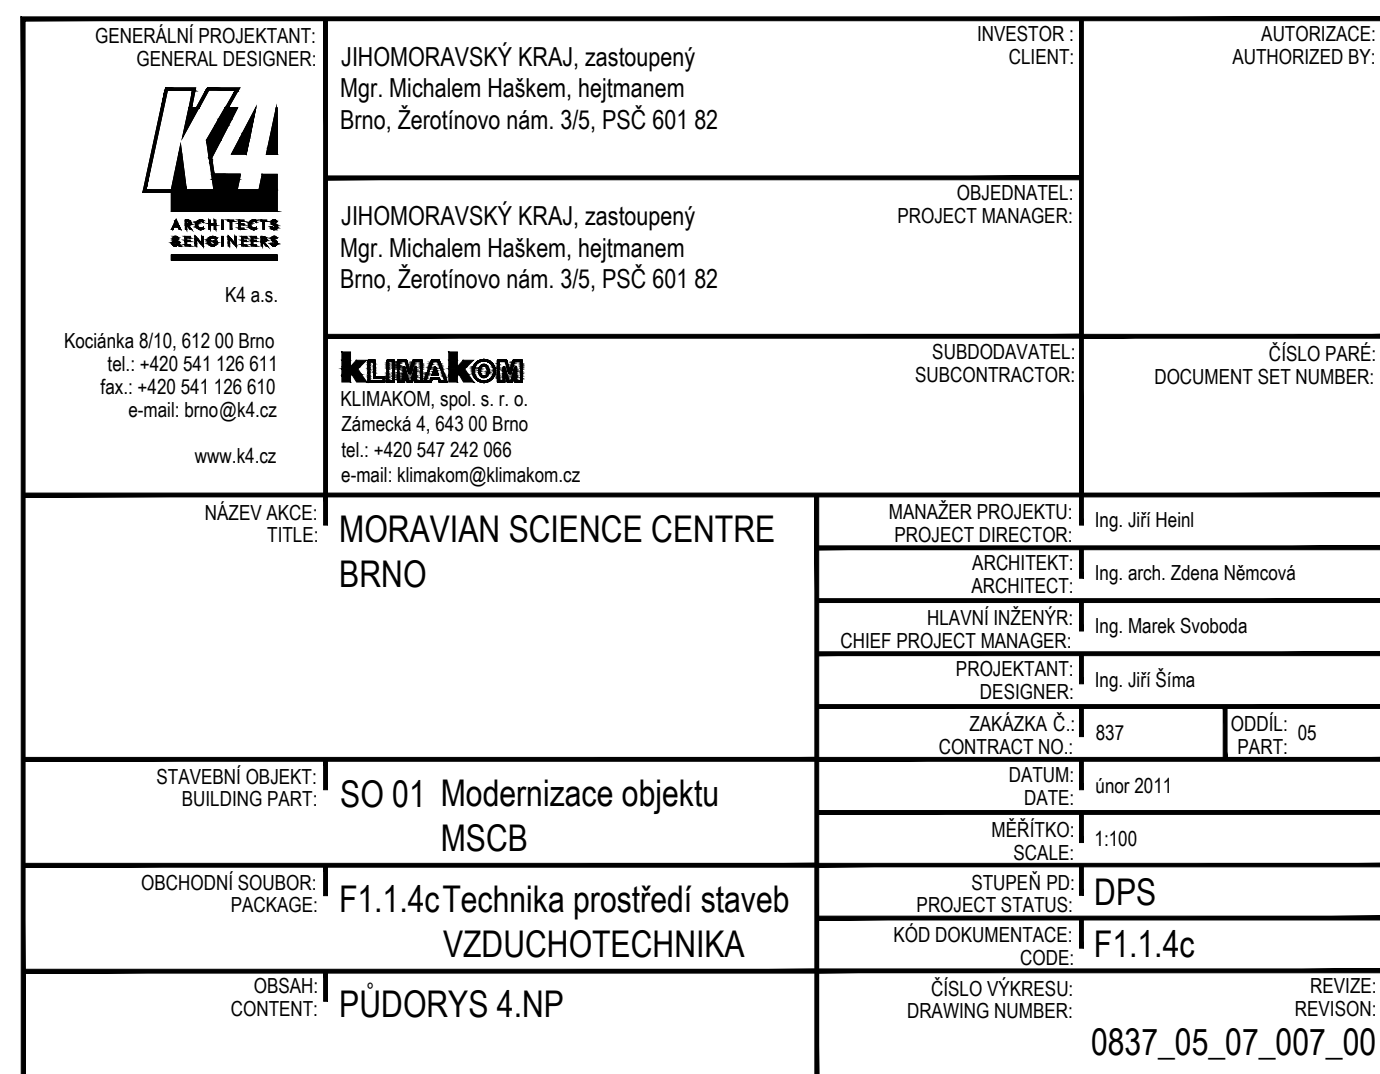 GENERÁLNÍ PROJEKTANT:
GENERAL DESIGNER:
K4
ARCHITECTS
&ENGINEERS
K4 a.s.
Kociánka 8/10, 612 00 Brno
tel.: +420 541 126 611
fax.: +420 541 126 610
e-mail: brno@k4.cz
www.k4.cz
INVESTOR :
CLIENT:
JIHOMORAVSKÝ KRAJ, zastoupený
Mgr. Michalem Haškem, hejtmanem
Brno, Žerotínovo nám. 3/5, PSČ 601 82
AUTORIZACE:
AUTHORIZED BY:
OBJEDNATEL:
PROJECT MANAGER:
JIHOMORAVSKÝ KRAJ, zastoupený
Mgr. Michalem Haškem, hejtmanem
Brno, Žerotínovo nám. 3/5, PSČ 601 82
SUBDODAVATEL:
SUBCONTRACTOR:
KLIMAKOM
KLIMAKOM, spol. s. r. o.
Zámecká 4, 643 00 Brno
tel.: +420 547 242 066
e-mail: klimakom@klimakom.cz
ČÍSLO PARÉ:
DOCUMENT SET NUMBER:
NÁZEV AKCE:
TITLE:
MORAVIAN SCIENCE CENTRE
BRNO
MANAŽER PROJEKTU:
PROJECT DIRECTOR:
Ing. Jiří Heinl
ARCHITEKT:
ARCHITECT:
Ing. arch. Zdena Němcová
HLAVNÍ INŽENÝR:
CHIEF PROJECT MANAGER:
Ing. Marek Svoboda
PROJEKTANT:
DESIGNER:
Ing. Jiří Šíma
ZAKÁZKA Č.:
CONTRACT NO.:
837
ODDÍL:
PART:
05
STAVEBNÍ OBJEKT:
BUILDING PART:
SO 01 Modernizace objektu
MSCB
DATUM:
DATE:
únor 2011
MĚŘÍTKO:
SCALE:
1:100
OBCHODNÍ SOUBOR:
PACKAGE:
F1.1.4c Technika prostředí staveb
VZDUCHOTECHNIKA
STUPEŇ PD:
PROJECT STATUS:
DPS
KÓD DOKUMENTACE:
CODE:
F1.1.4c
OBSAH:
CONTENT:
PŮDORYS 4.NP
ČÍSLO VÝKRESU:
DRAWING NUMBER:
REVIZE:
REVISON:
0837_05_07_007_00